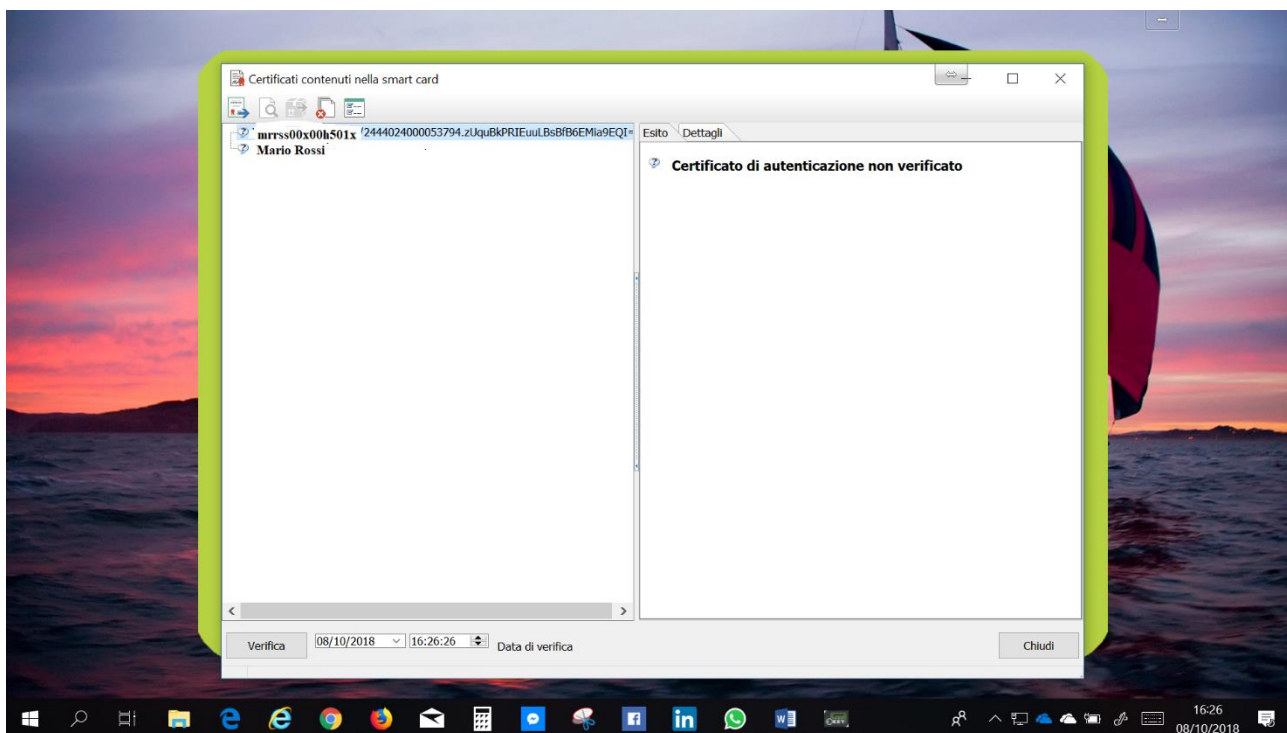 Certificati contenuti nella smart card
mrrss00x00h501x /2444024000053794.zUquBkPRIEuuLBsBfB6EMia9EQI=
Mario Rossi
Esito Dettagli
Certificato di autenticazione non verificato
Verifica 08/10/2018 16:26:26 Data di verifica Chiudi
16:26
08/10/2018